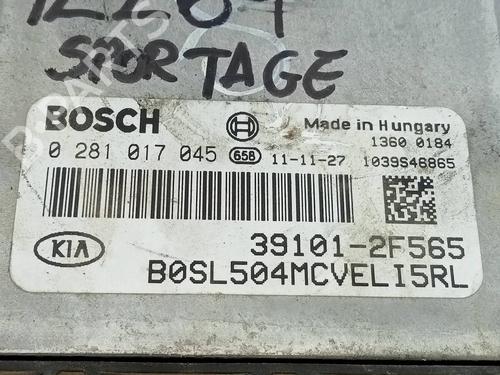 SPORTAGE
BOSCH
Made in Hungary
1360 0184
0 281 017 045 658 11-11-27 1039S46865
KIA
39101-2F565
B0SL504MCVELI5RL